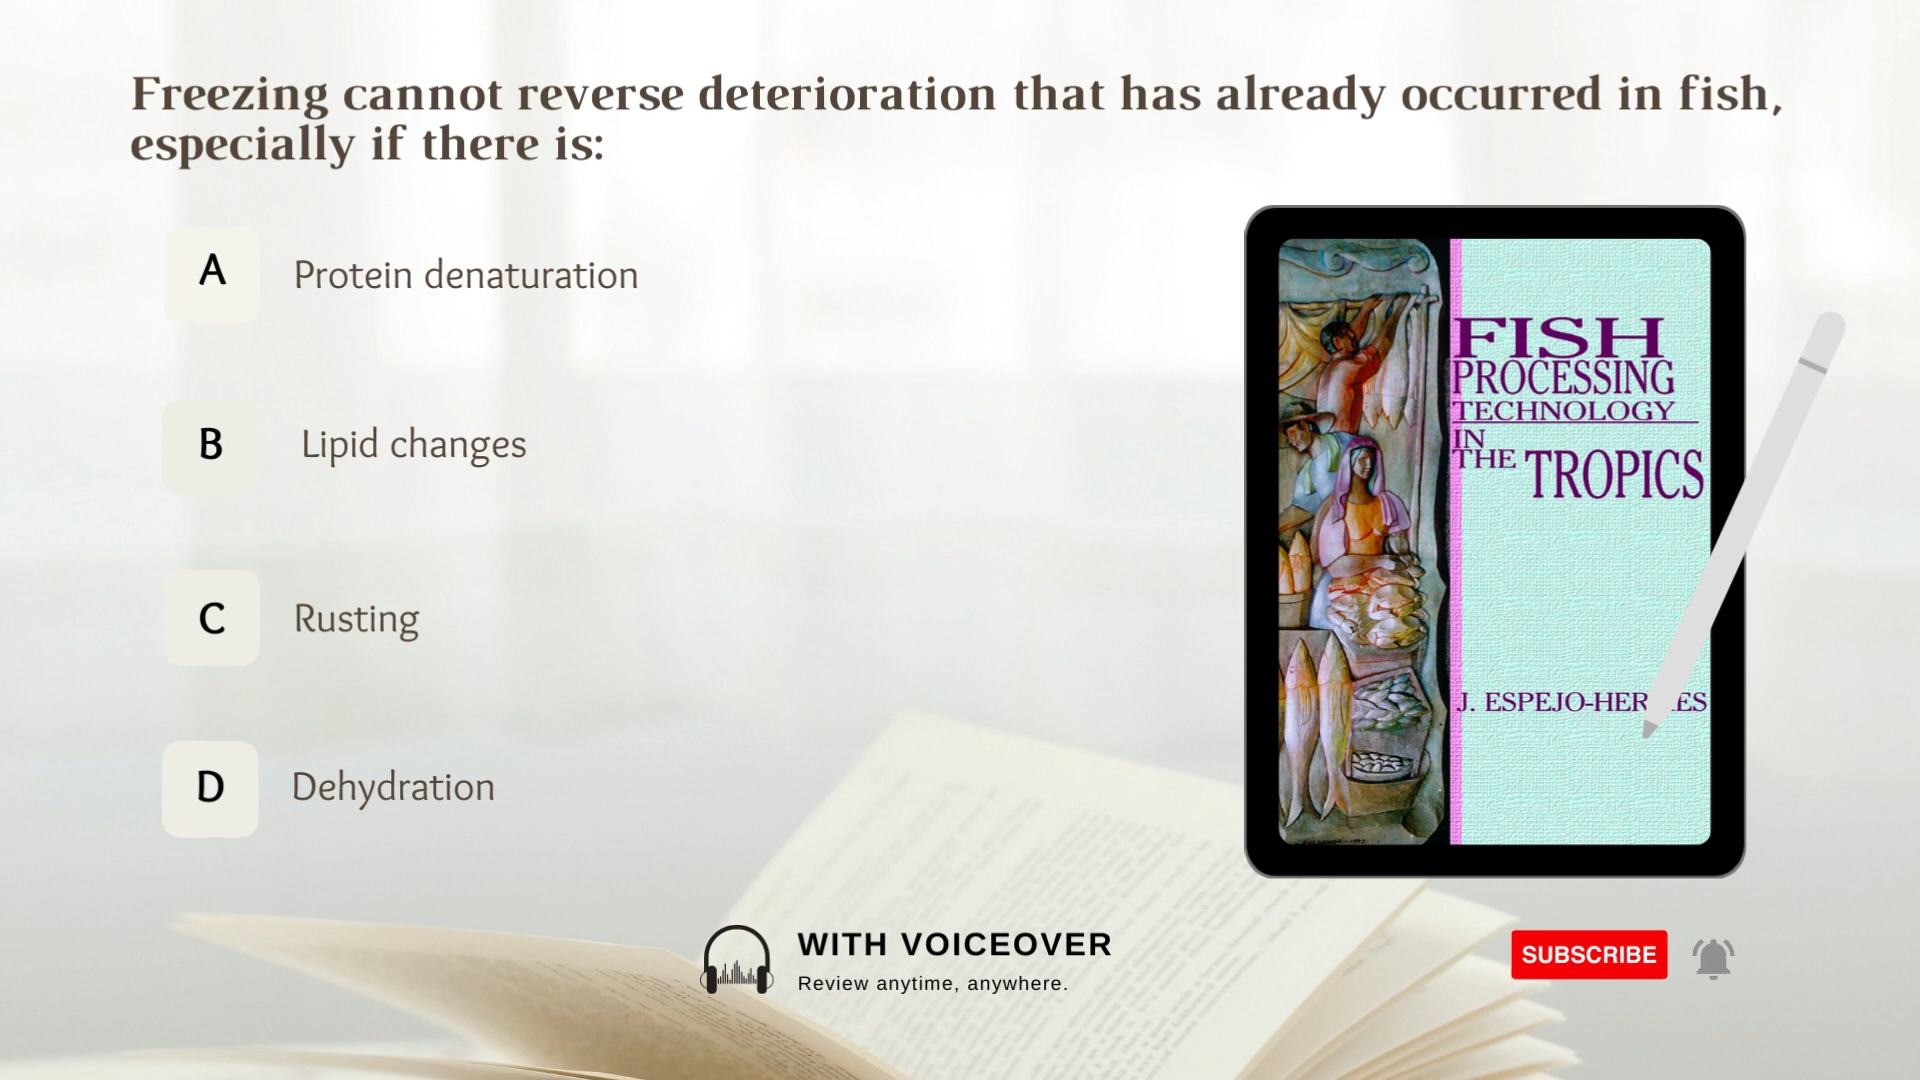 Freezing cannot reverse deterioration that has already occurred in fish,
especially if there is:
A Protein denaturation
B Lipid changes
C Rusting
D Dehydration
FISH
PROCESSING
TECHNOLOGY
IN
THE TROPICS
J. ESPEJO-
WITH VOICEOVER
Review anytime, anywhere.
SUBSCRIBE